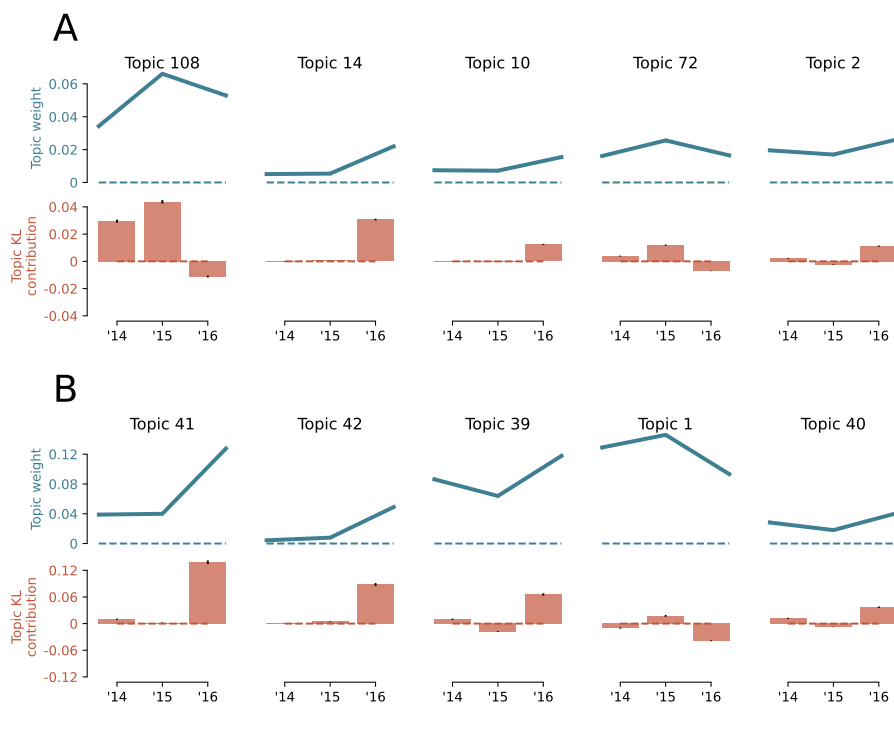 A
Topic 108
Topic 14
Topic 10
Topic 72
Topic 2
Topic weight
0.06
0.04
0.02
0
Topic KL
contribution
0.04
0.02
0
-0.02
-0.04
'14 '15 '16
'14 '15 '16
'14 '15 '16
'14 '15 '16
'14 '15 '16
B
Topic 41
Topic 42
Topic 39
Topic 1
Topic 40
Topic weight
0.12
0.08
0.04
0
Topic KL
contribution
0.12
0.06
0
-0.06
-0.12
'14 '15 '16
'14 '15 '16
'14 '15 '16
'14 '15 '16
'14 '15 '16